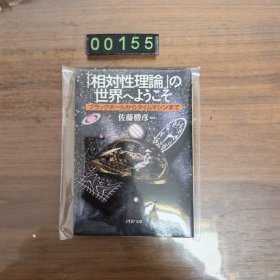 00155
「相対性理論」の
世界へようこそ
ブラックホールからタイムマシンまで
佐藤勝彦
PHP文庫